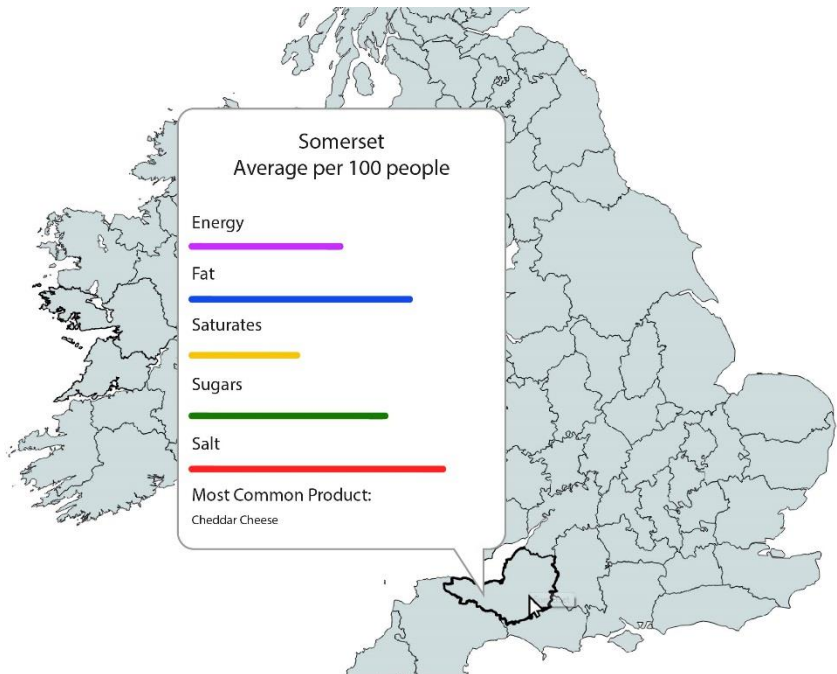 Somerset
Average per 100 people
Energy
Fat
Saturates
Sugars
Salt
Most Common Product:
Cheddar Cheese